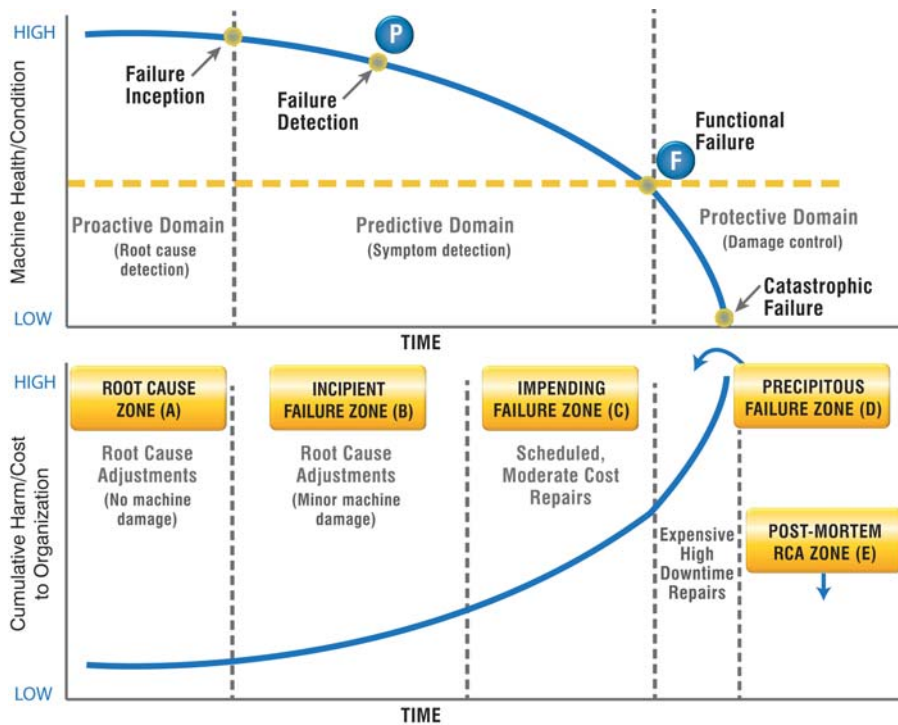 Machine Health/Condition
HIGH
P
Failure
Inception
Failure
Detection
Functional
Failure
F
Proactive Domain
(Root cause
detection)
Predictive Domain
(Symptom detection)
Protective Domain
(Damage control)
Catastrophic
Failure
LOW
TIME
Cumulative Harm/Cost
to Organization
HIGH
ROOT CAUSE
ZONE (A)
INCIPIENT
FAILURE ZONE (B)
IMPENDING
FAILURE ZONE (C)
PRECIPITOUS
FAILURE ZONE (D)
Root Cause
Adjustments
(No machine
damage)
Root Cause
Adjustments
(Minor machine
damage)
Scheduled,
Moderate Cost
Repairs
Expensive
High
Downtime
Repairs
POST-MORTEM
RCA ZONE (E)
LOW
TIME